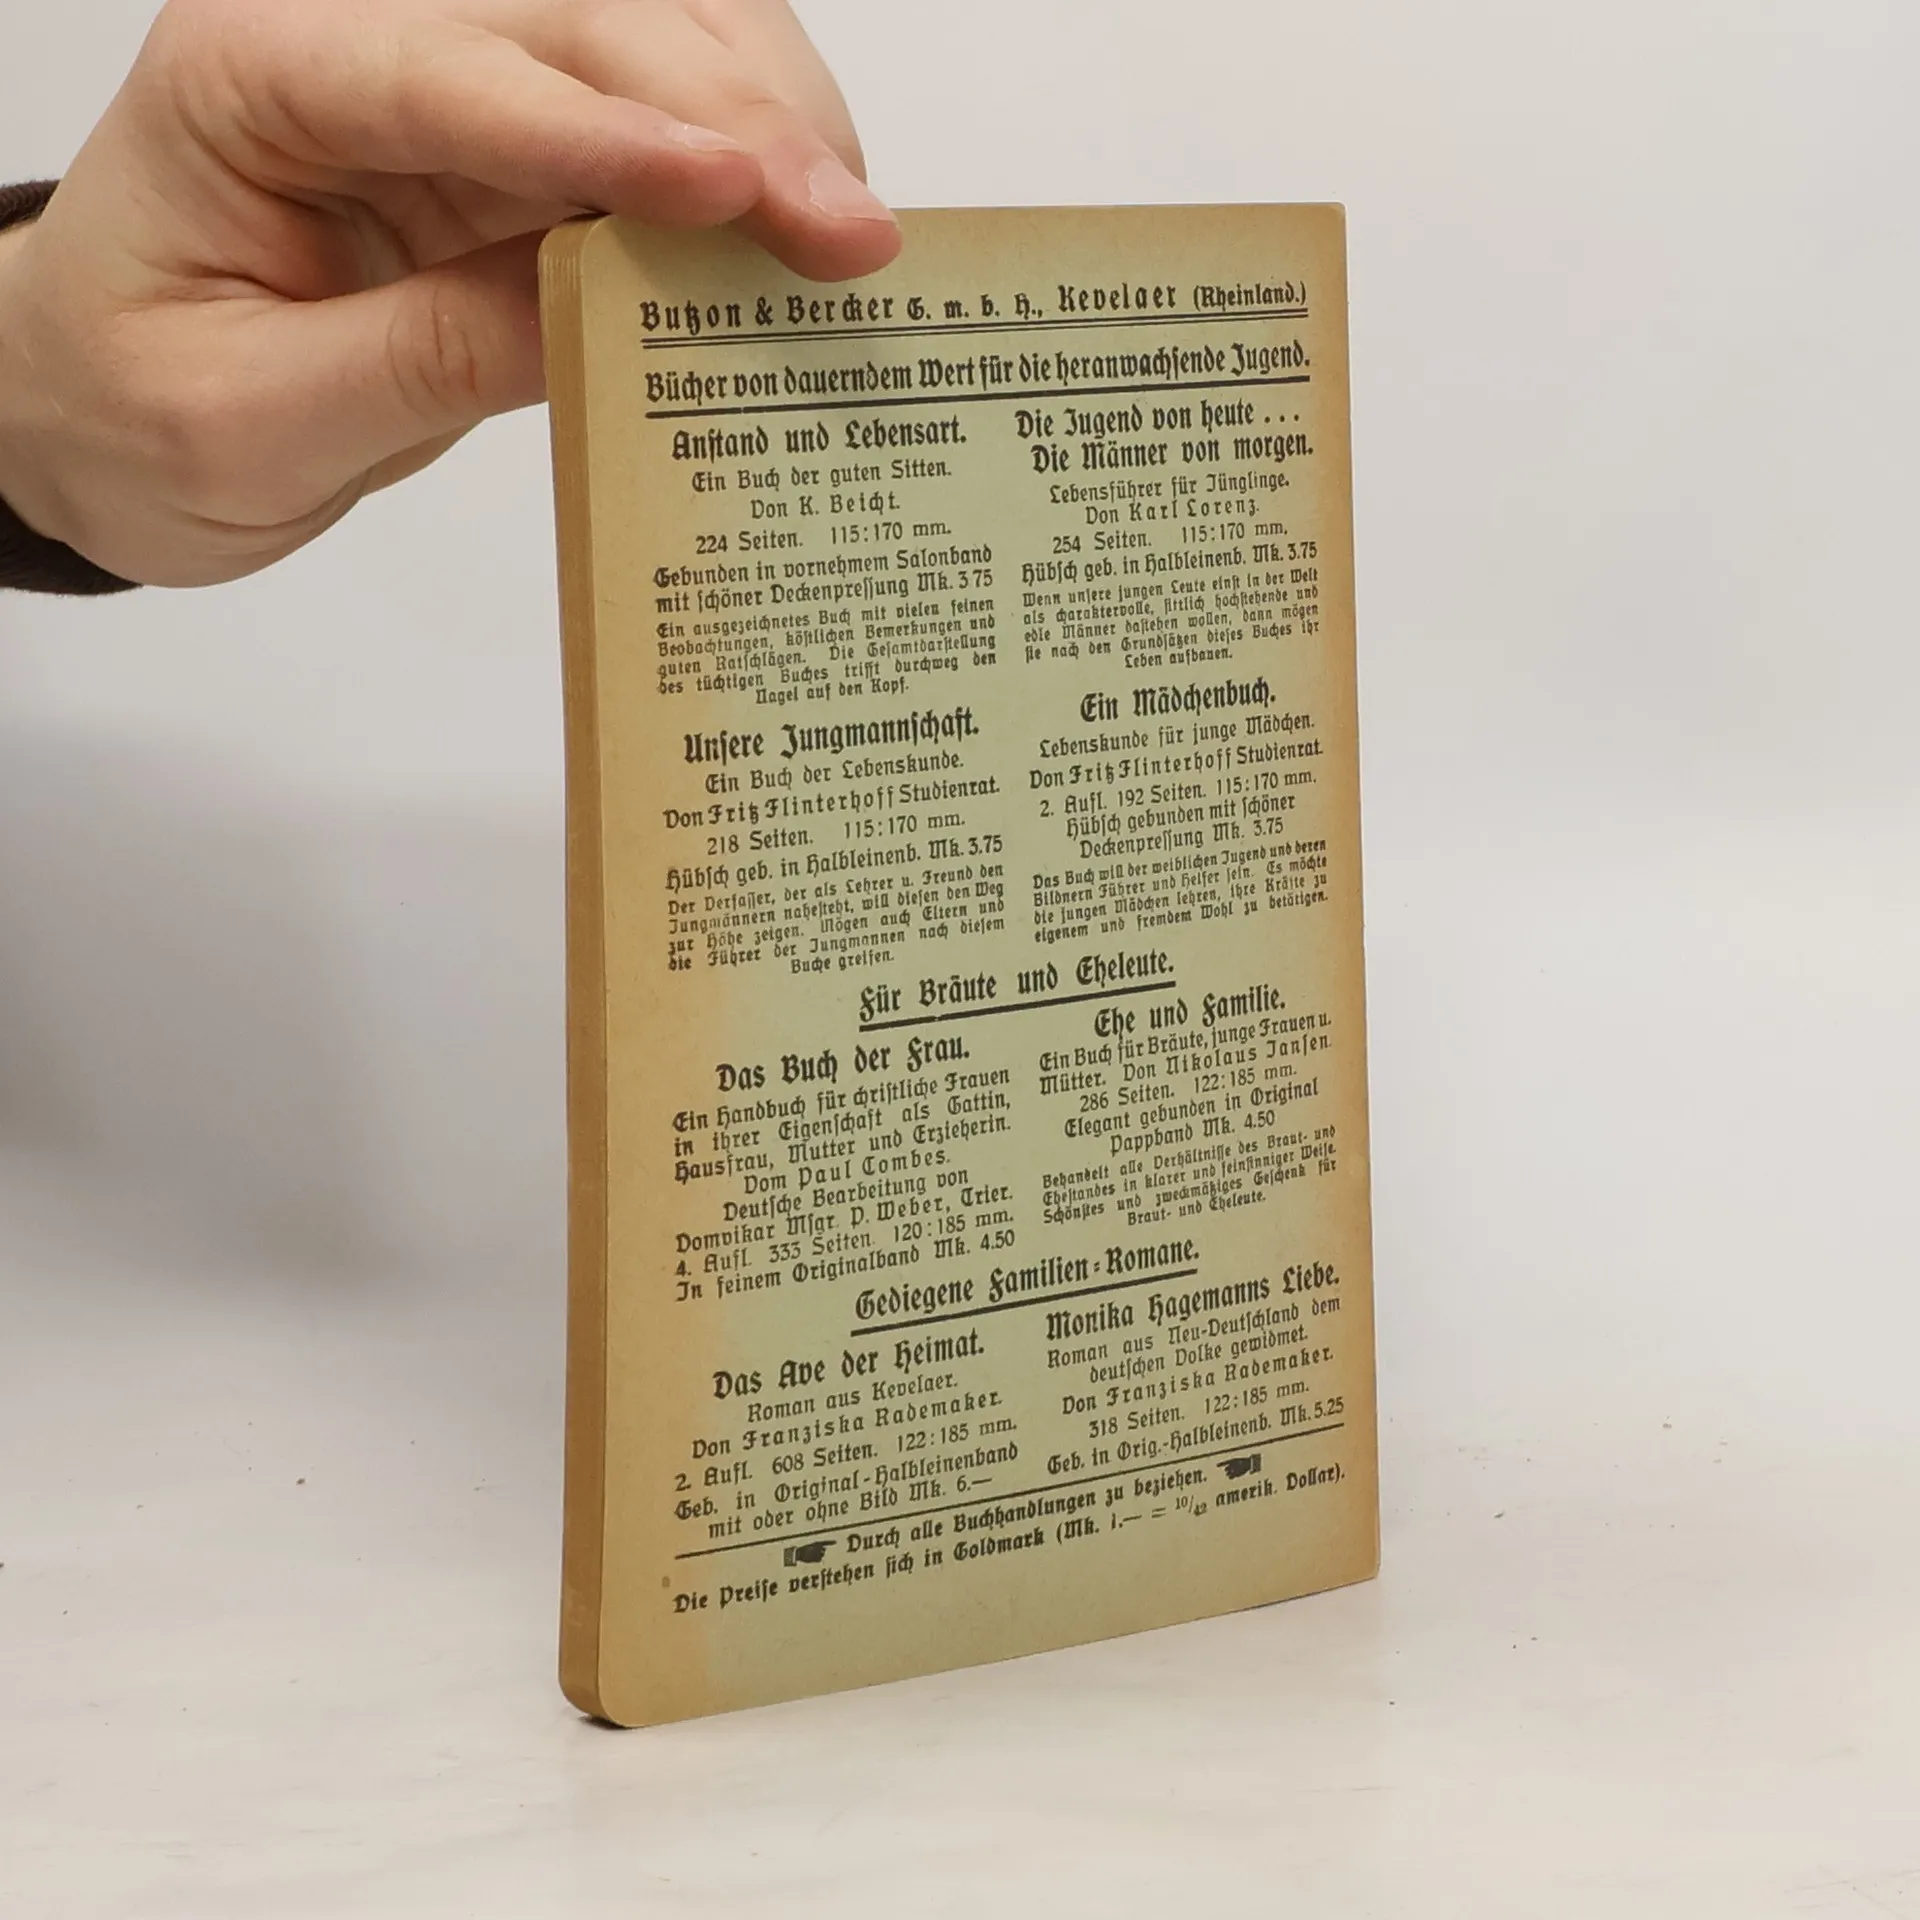 Butzon & Bercker G. m. b. H., Kevelaer (Rheinland.)
Bücher von dauerndem Wert für die heranwachsende Jugend.
Anstand und Lebensart.
Ein Buch der guten Sitten.
Von K. Beicht.
224 Seiten. 115:170 mm.
Gebunden in vornehmem Salonband
mit schöner Deckenpressung Mk. 3 75
Ein ausgezeichnetes Buch mit vielen feinen
Beobachtungen, köstlichen Bemerkungen und
guten Ratschlägen. Die Gesamtdarstellung
des tüchtigen Buches trifft durchweg den
Nagel auf den Kopf.
Die Jugend von heute ...
Die Männer von morgen.
Lebensführer für Jünglinge.
Von Karl Lorenz.
254 Seiten. 115:170 mm.
Hübsch geb. in Halbleinenb. Mk. 3.75
Wenn unsere jungen Leute einst in der Welt
als charaktervolle, sittlich hochstehende und
edle Männer dastehen wollen, dann mögen
sie nach den Grundsätzen dieses Buches ihr
Leben aufbauen.
Unsere Jungmannschaft.
Ein Buch der Lebenskunde.
Von Fritz Flinterhoff Studienrat.
218 Seiten. 115:170 mm.
Hübsch geb. in Halbleinenb. Mk. 3.75
Der Verfasser, der als Lehrer u. Freund den
Jungmännern nahesteht, will diesen den Weg
zur Höhe zeigen. Mögen auch Eltern und
die Führer der Jungmannen nach diesem
Buche greifen.
Ein Mädchenbuch.
Lebenskunde für junge Mädchen.
Von Fritz Flinterhoff Studienrat.
2. Aufl. 192 Seiten. 115:170 mm.
Hübsch gebunden mit schöner
Deckenpressung Mk. 3.75
Das Buch will der weiblichen Jugend und deren
Bildnern Führer und Helfer sein. Es möchte
die jungen Mädchen lehren, ihre Kräfte zu
eigenem und fremdem Wohl zu betätigen.
Für Bräute und Eheleute.
Das Buch der Frau.
Ein Handbuch für christliche Frauen
in ihrer Eigenschaft als Gattin,
Hausfrau, Mutter und Erzieherin.
Vom Paul Combes.
Deutsche Bearbeitung von
Domvikar Msgr. P. Weber, Trier.
4. Aufl. 333 Seiten. 120:185 mm.
In feinem Originalband Mk. 4.50
Ehe und Familie.
Ein Buch für Bräute, junge Frauen u.
Mütter. Von Nikolaus Jansen.
286 Seiten. 122:185 mm.
Elegant gebunden in Original
Pappband Mk. 4.50
Behandelt alle Verhältnisse des Braut- und
Ehestandes in klarer und feinsinniger Weise.
Schönstes und zweckmäßiges Geschenk für
Braut- und Eheleute.
Gediegene Familien-Romane.
Das Ave der Heimat.
Roman aus Kevelaer.
Von Franziska Rademaker.
2. Aufl. 608 Seiten. 122:185 mm.
Geb. in Original-Halbleinenband
mit oder ohne Bild Mk. 6.—
Monika Hagemanns Liebe.
Roman aus Neu-Deutschland dem
deutschen Volke gewidmet.
Von Franziska Rademaker.
318 Seiten. 122:185 mm.
Geb. in Orig.-Halbleinenb. Mk. 5.25
Durch alle Buchhandlungen zu beziehen.
Die Preise verstehen sich in Goldmark (Mk. 1.— = 10/42 amerik. Dollar).